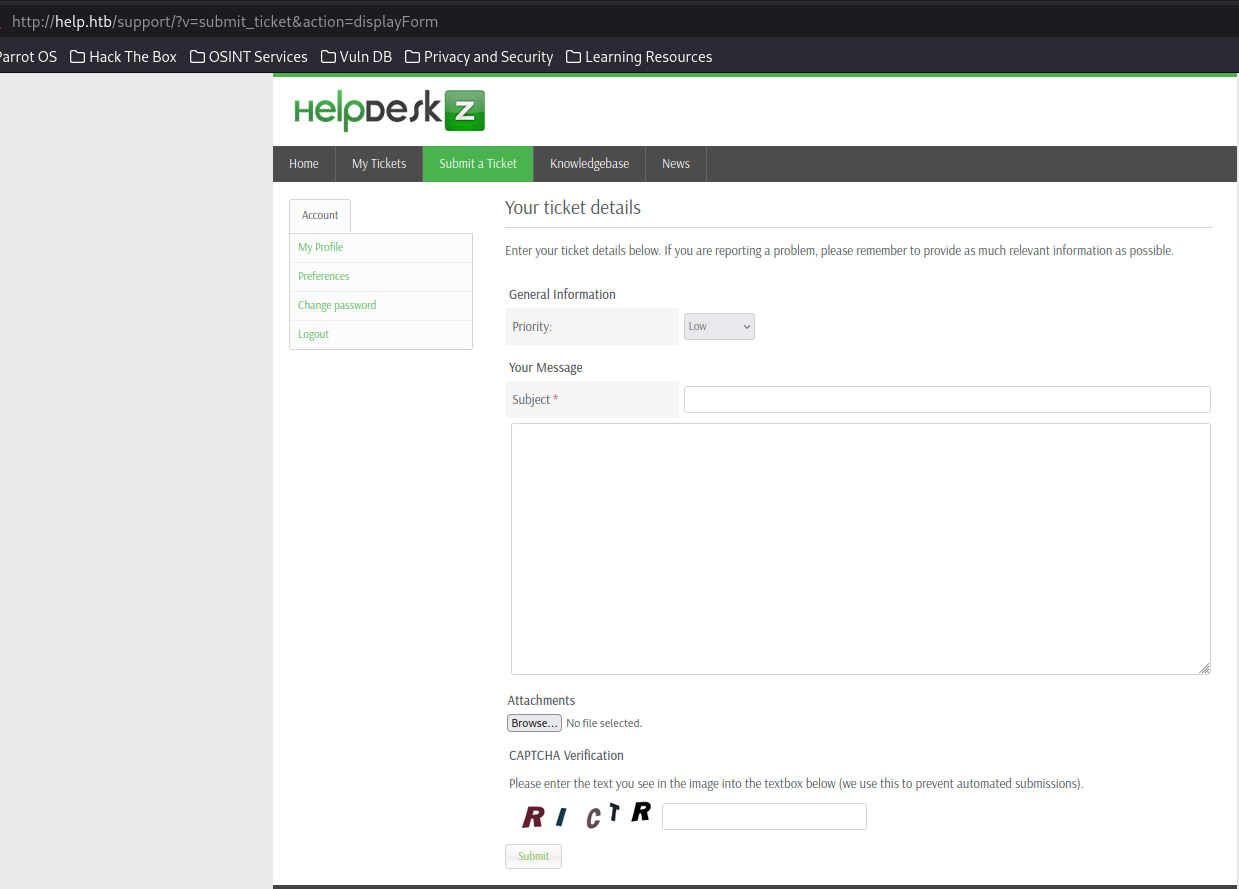 http://help.htb/support/?v=submit_ticket&action=displayForm
Parrot OS Hack The Box OSINT Services Vuln DB Privacy and Security Learning Resources
HelpDesk Z
Home My Tickets Submit a Ticket Knowledgebase News
Account
My Profile
Preferences
Change password
Logout
Your ticket details
Enter your ticket details below. If you are reporting a problem, please remember to provide as much relevant information as possible.
General Information
Priority: Low
Your Message
Subject *
Attachments
Browse... No file selected.
CAPTCHA Verification
Please enter the text you see in the image into the textbox below (we use this to prevent automated submissions).
R I C T R
Submit